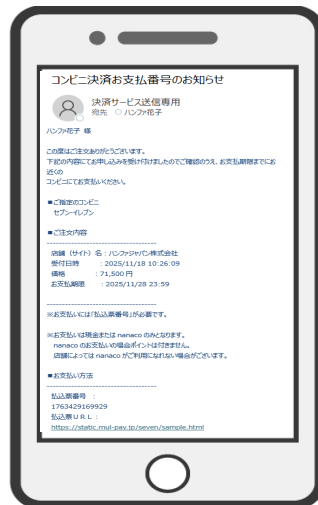 コンビニ決済お支払番号のお知らせ
決済サービス送信専用
宛先 ハンファ花子
ハンファ花子 様
この度はご注文ありがとうございます。
下記の内容にてお申し込みを受け付けましたのでご確認のうえ、お支払期限までにお
近くの
コンビニにてお支払いください。
■ご指定のコンビニ
セブン-イレブン
■ご注文内容
------------------------------------
店舗（サイト）名：ハンファジャパン株式会社
受付日時 ：2025/11/18 10:26:09
価格 ：71,500 円
お支払期限 ：2025/11/28 23:59
------------------------------------
※お支払いには「払込票番号」が必要です。
※お支払いは現金または nanaco のみとなります。
nanaco のお支払いの場合ポイントは付きません。
店舗によっては nanaco がご利用になれない場合がございます。
■お支払い方法
------------------------------------
払込票番号 ：
1763429169929
払込票ＵＲＬ：
https://static.mul-pay.jp/seven/sample.html